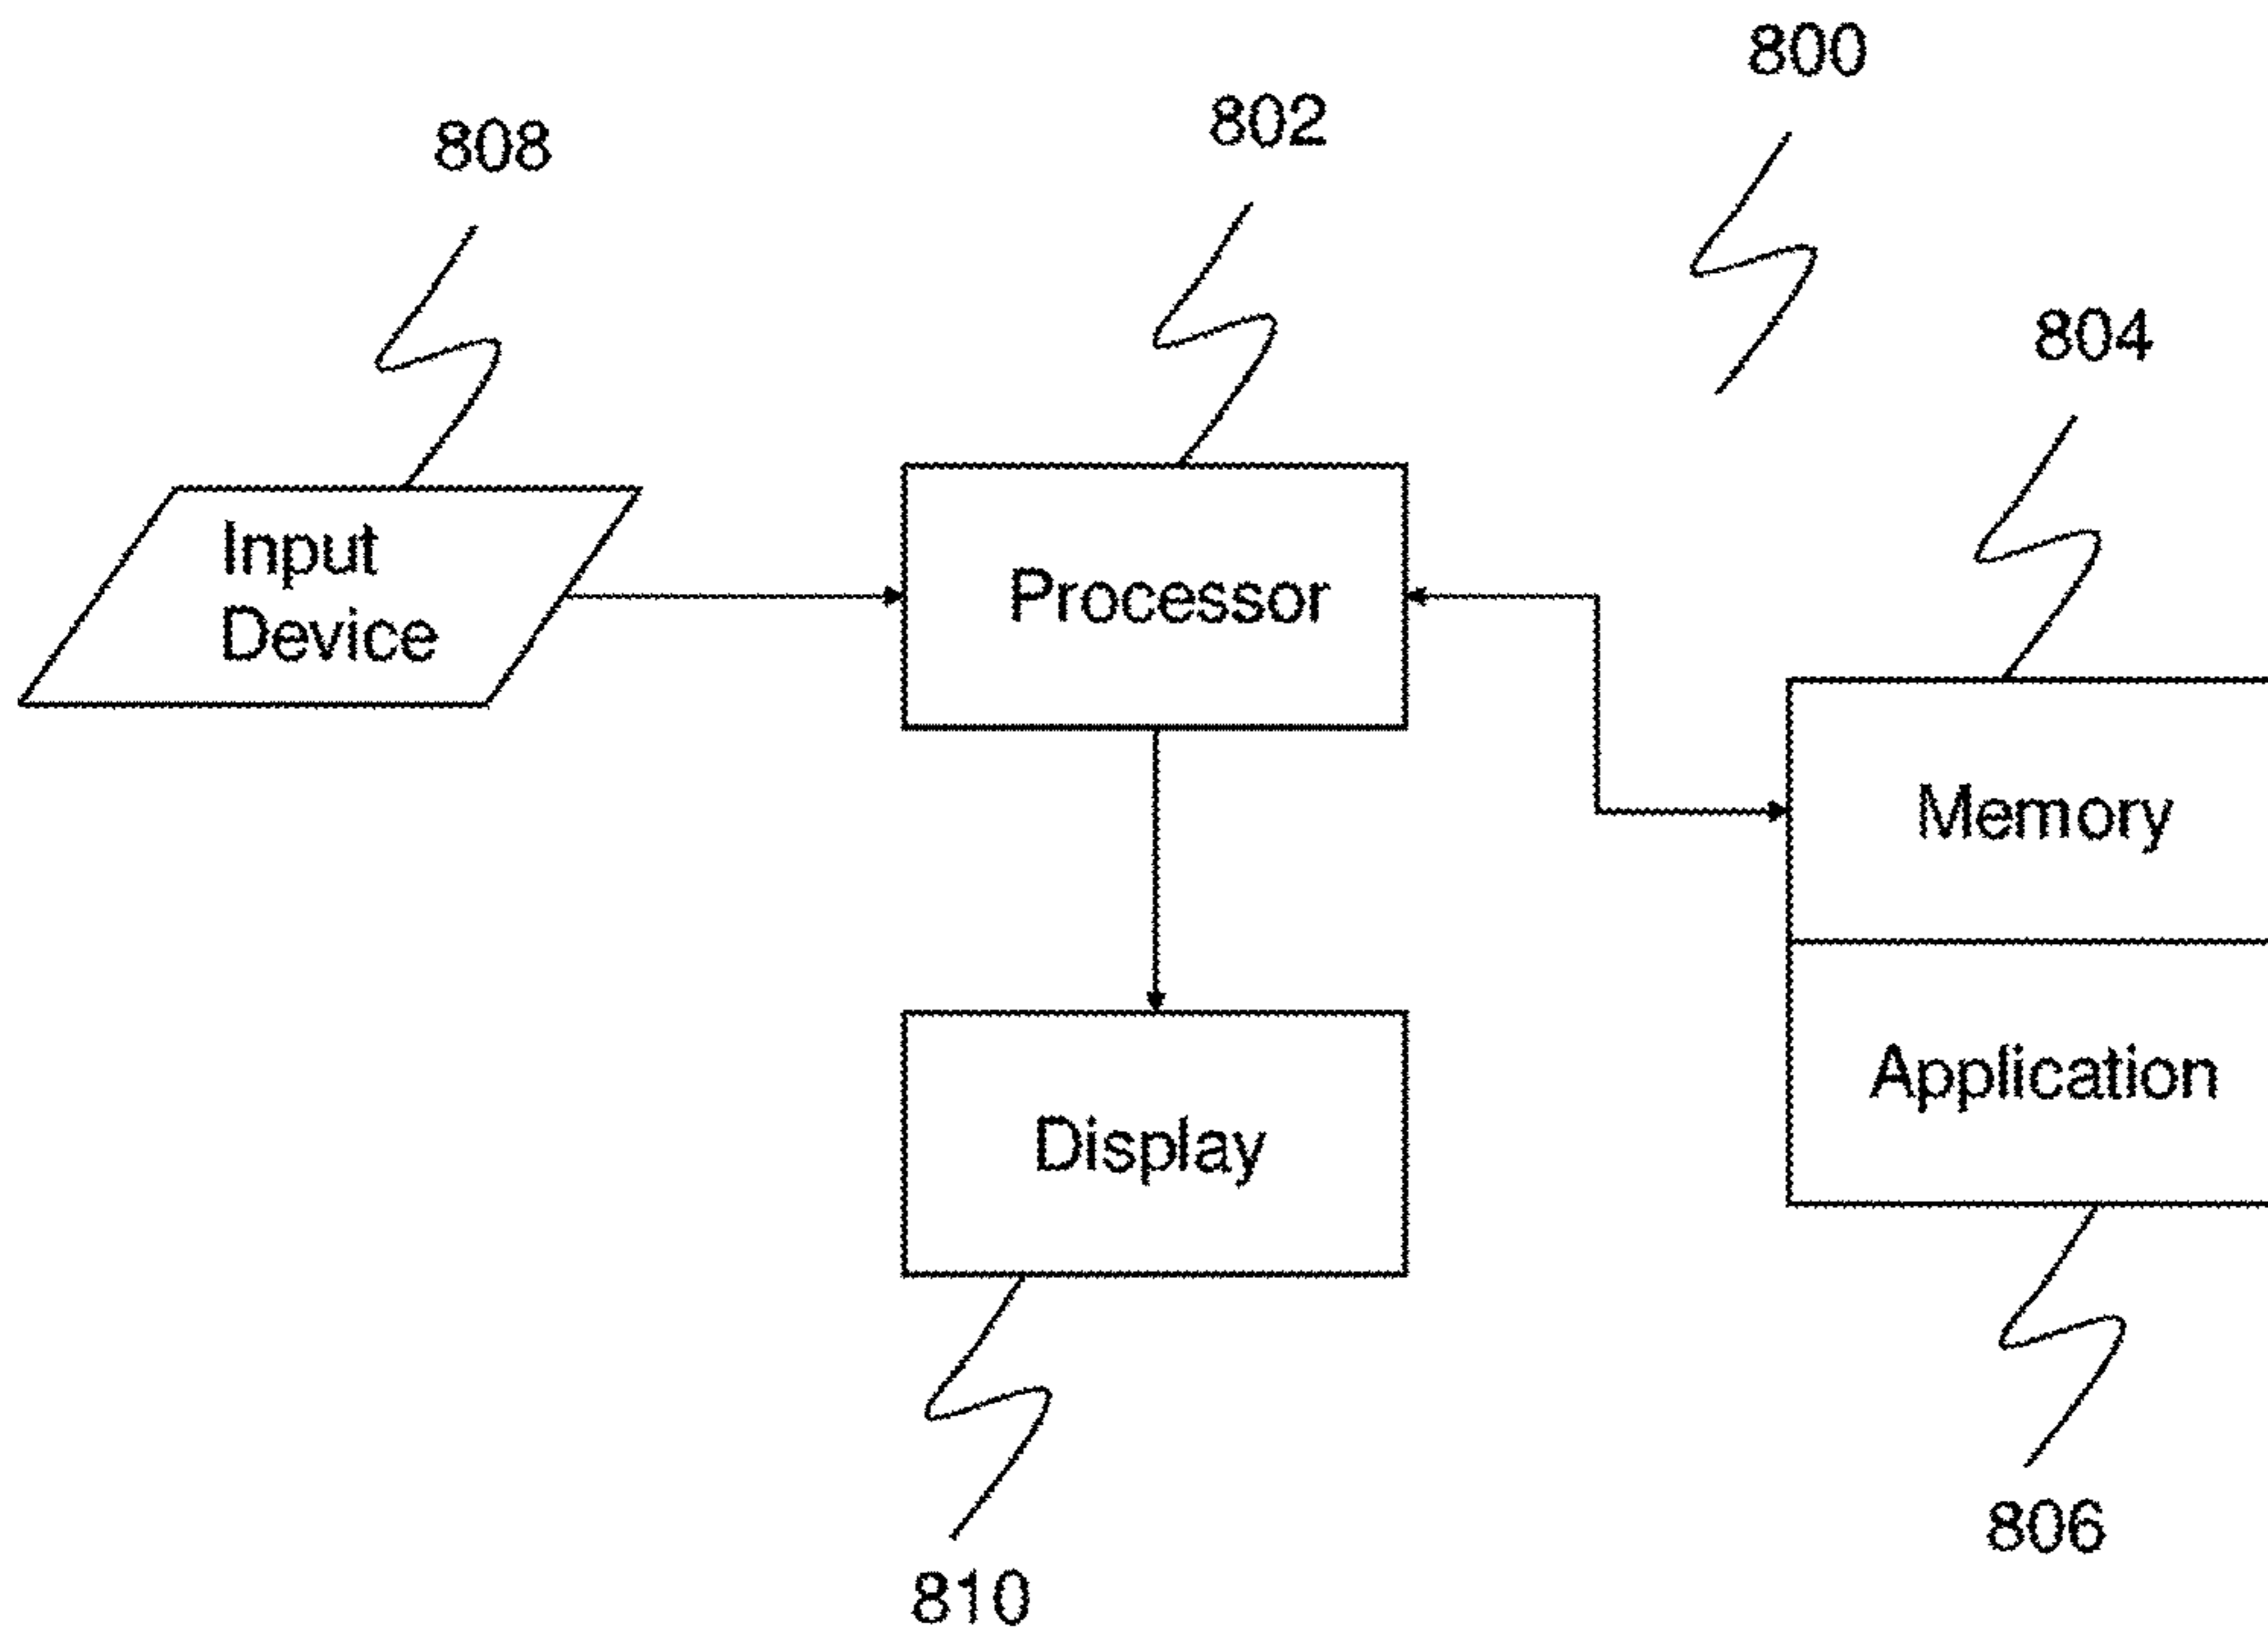 800
802
808
804
Input
Device
Processor
Memory
Application
Display
806
810